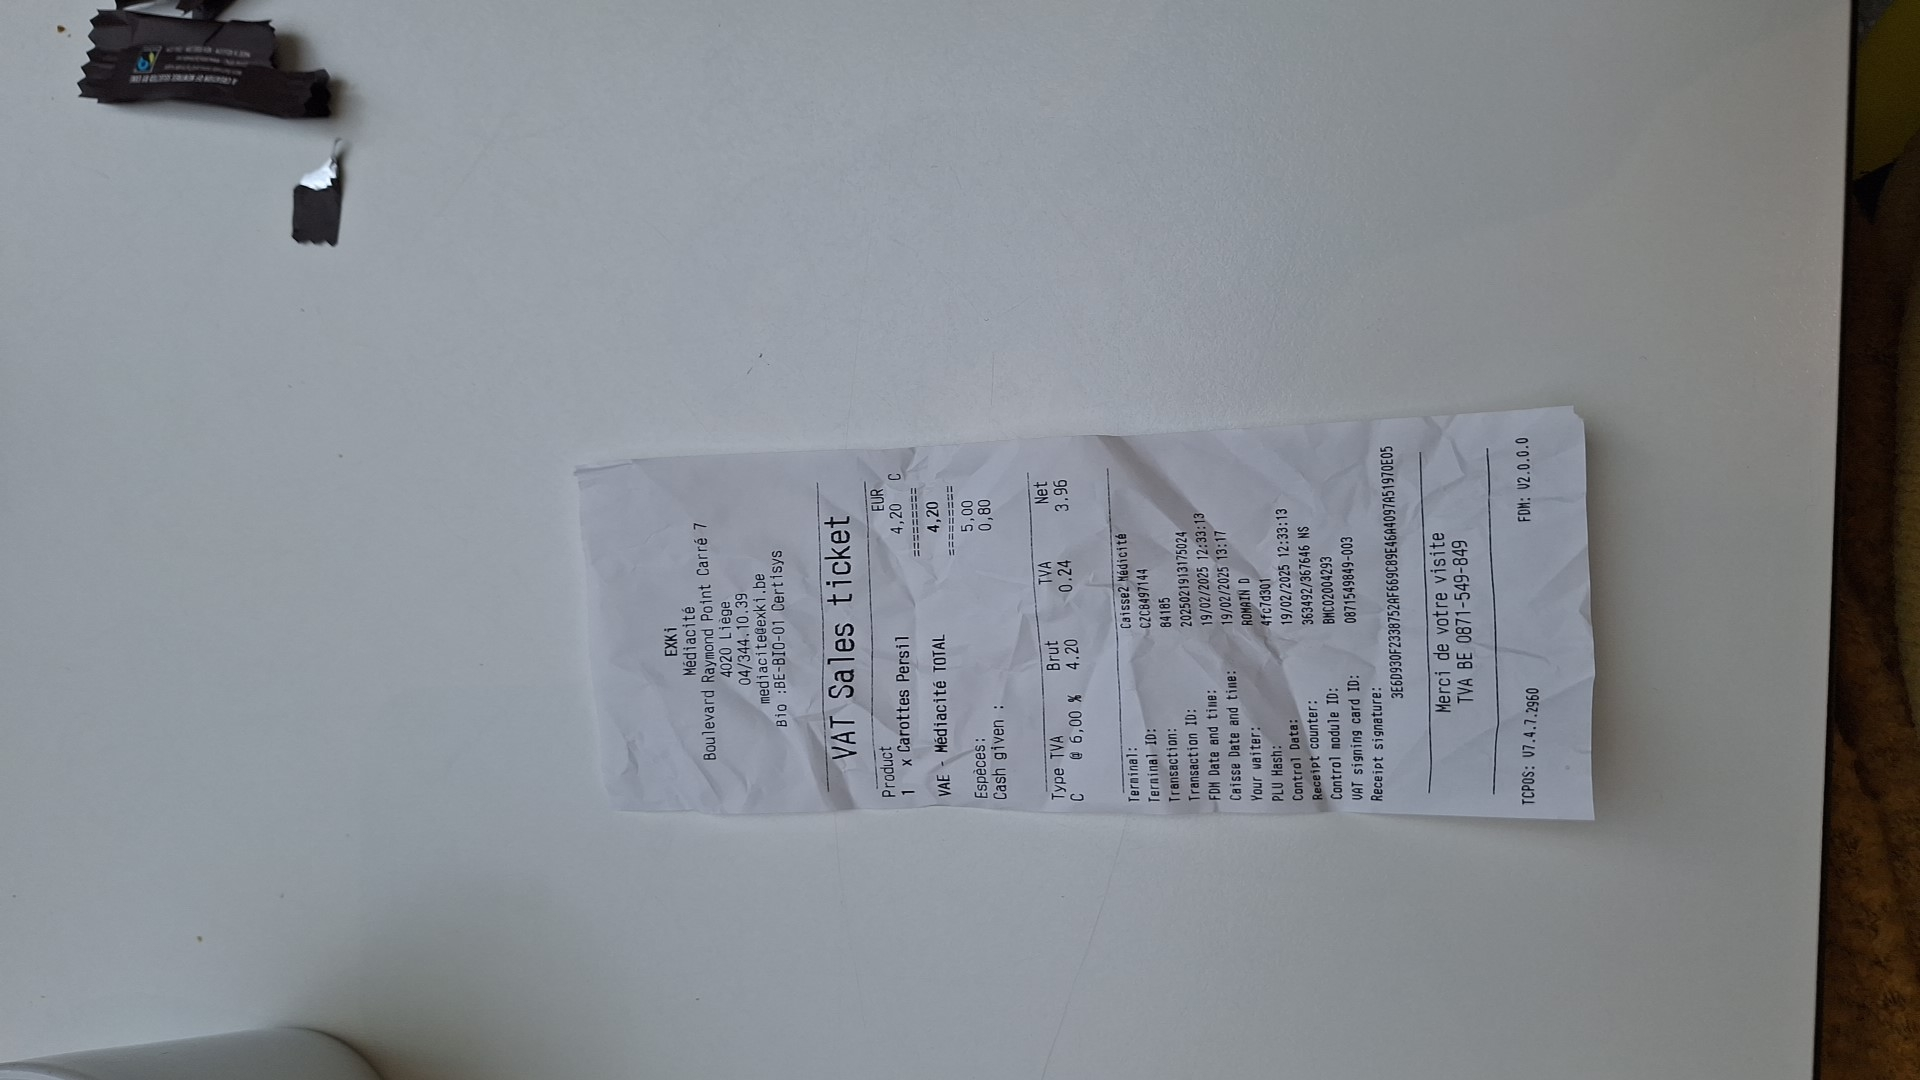 EXKi
Médiacité
Boulevard Raymond Point Carré 7
4020 Liège
04/344.10.39
mediacite@exki.be
Bio :BE-BIO-01 Certisys
VAT Sales ticket
Product EUR
1 x Carottes Persil 4,20 C
=========
VAE - Médiacité TOTAL 4,20
=========
Espèces: 5,00
Cash given : 0,80
Type TVA Brut TVA Net
C @ 6,00 % 4.20 0.24 3.96
Terminal: Caisse2 Médicité
Terminal ID: CZC8497144
Transaction: 84185
Transaction ID: 20250219131175024
FDM Date and time: 19/02/2025 12:33:13
Caisse Date and time: 19/02/2025 13:17
Your waiter: ROMAIN D
PLU Hash: 4fc7d301
Control Data: 19/02/2025 12:33:13
Receipt counter: 363492/367646 NS
Control module ID: BMC02004293
VAT signing card ID: 0871549849-003
Receipt signature:
3E6D930F2338752AF669C89E46A4097A51970E05
Merci de votre visite
TVA BE 0871-549-849
TCPOS: V7.4.7.2960 FDM: V2.0.0.0